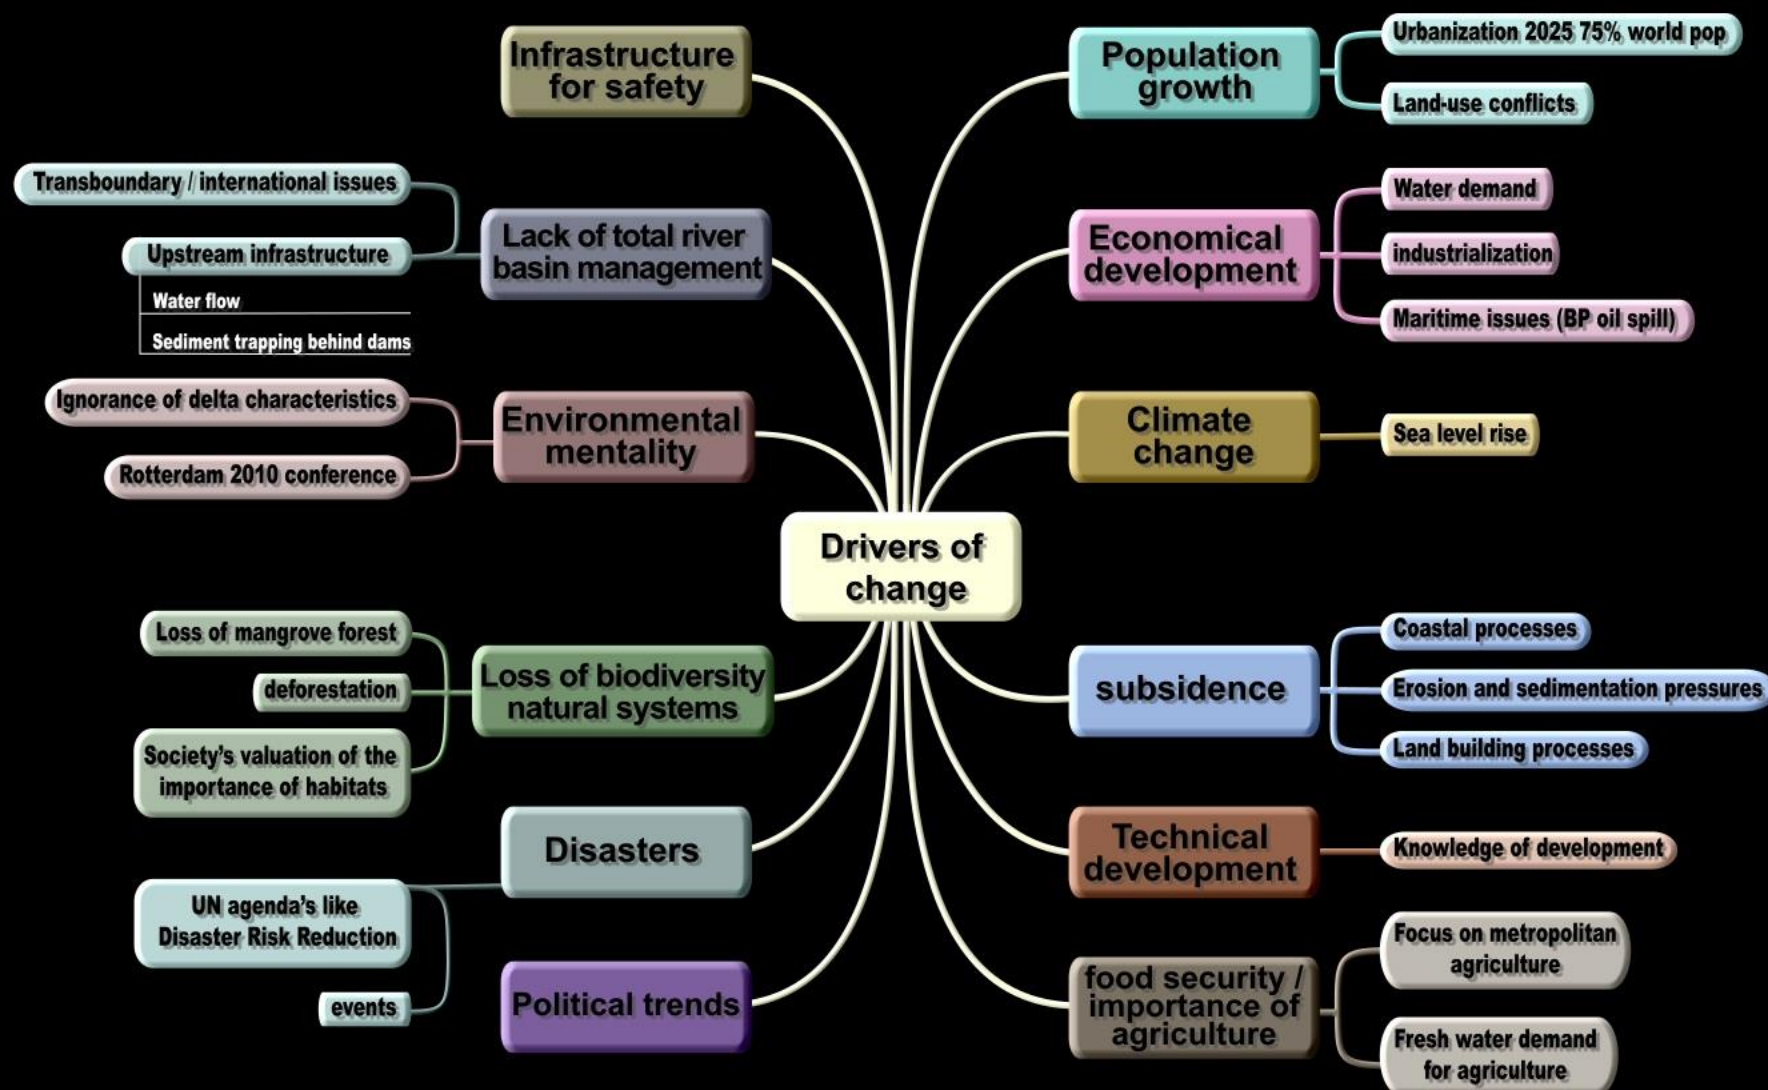 Infrastructure
for safety
Transboundary / international issues
Lack of total river
basin management
Upstream infrastructure
Water flow
Sediment trapping behind dams
Ignorance of delta characteristics
Environmental
mentality
Rotterdam 2010 conference
Drivers of
change
Loss of mangrove forest
deforestation
Loss of biodiversity
natural systems
Society's valuation of the
importance of habitats
Disasters
UN agenda's like
Disaster Risk Reduction
events
Political trends
Population
growth
Urbanization 2025 75% world pop
Land-use conflicts
Economical
development
Water demand
industrialization
Maritime issues (BP oil spill)
Climate
change
Sea level rise
subsidence
Coastal processes
Erosion and sedimentation pressures
Land building processes
Technical
development
Knowledge of development
food security /
importance of
agriculture
Focus on metropolitan
agriculture
Fresh water demand
for agriculture